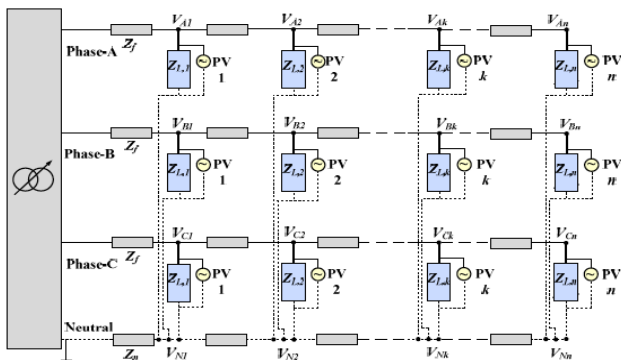 V_A1 V_A2 V_Ak V_An
Phase-A Z_f
Z_L,1 PV 1 Z_L,2 PV 2 Z_L,k PV k Z_L,n PV n
V_B1 V_B2 V_Bk V_Bn
Phase-B Z_f
Z_L,1 PV 1 Z_L,2 PV 2 Z_L,k PV k Z_L,n PV n
V_C1 V_C2 V_Ck V_Cn
Phase-C Z_f
Z_L,1 PV 1 Z_L,2 PV 2 Z_L,k PV k Z_L,n PV n
Neutral
Z_n V_N1 V_N2 V_Nk V_Nn